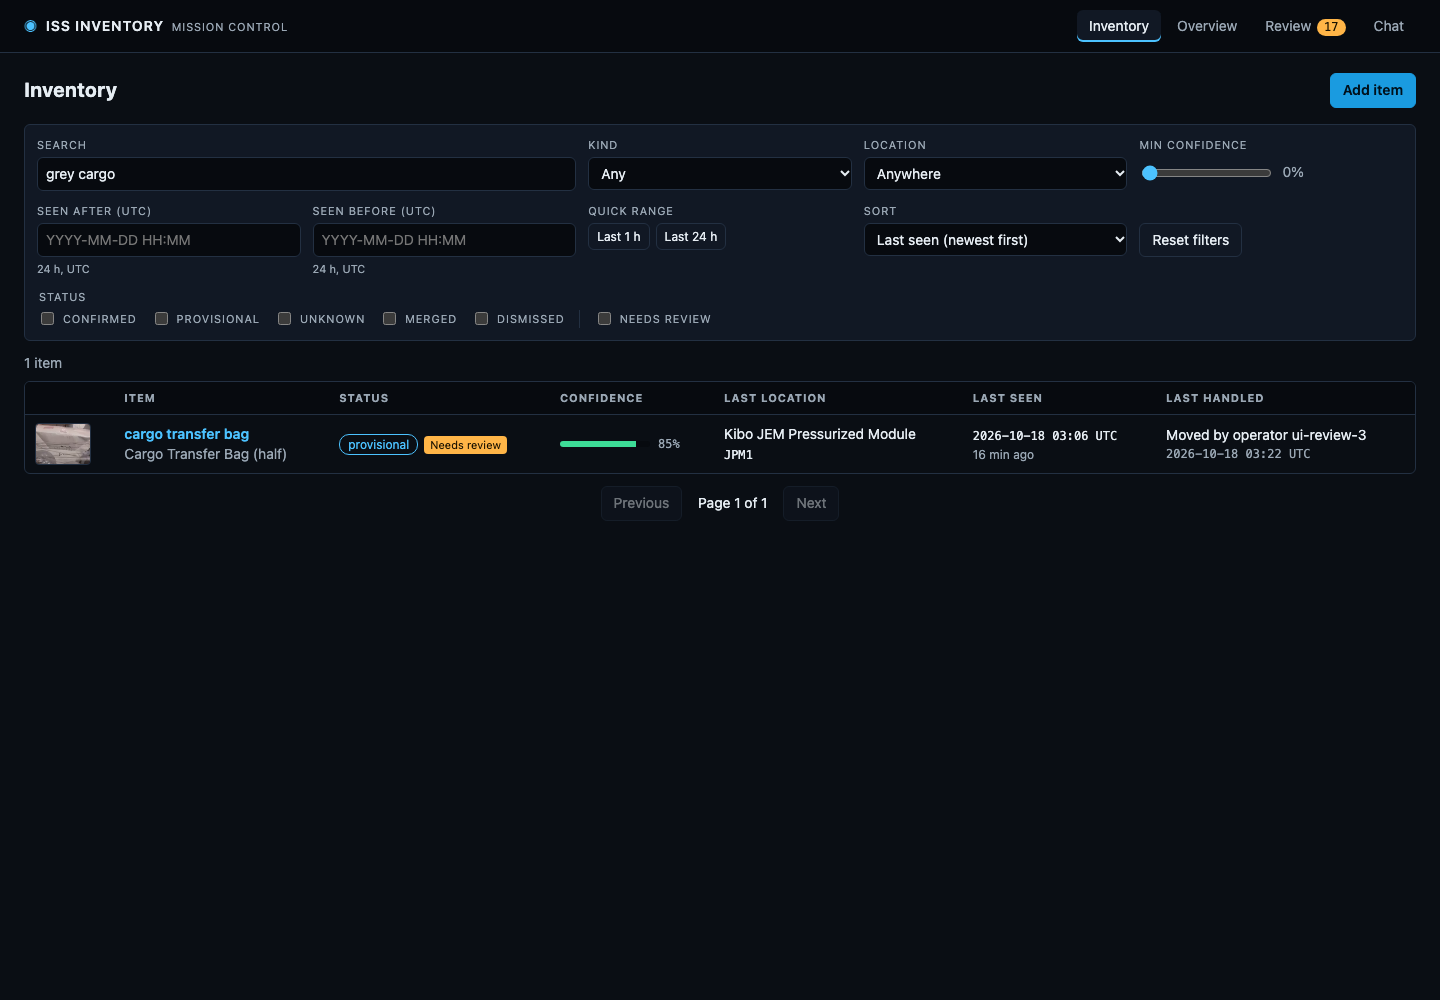 ISS INVENTORY MISSION CONTROL
Inventory Overview Review 17 Chat
Inventory
Add item
SEARCH KIND LOCATION MIN CONFIDENCE
grey cargo Any Anywhere 0%
SEEN AFTER (UTC) SEEN BEFORE (UTC) QUICK RANGE SORT
YYYY-MM-DD HH:MM YYYY-MM-DD HH:MM Last 1 h Last 24 h Last seen (newest first) Reset filters
24 h, UTC 24 h, UTC
STATUS
CONFIRMED PROVISIONAL UNKNOWN MERGED DISMISSED NEEDS REVIEW
1 item
ITEM STATUS CONFIDENCE LAST LOCATION LAST SEEN LAST HANDLED
cargo transfer bag provisional Needs review 85% Kibo JEM Pressurized Module 2026-10-18 03:06 UTC Moved by operator ui-review-3
Cargo Transfer Bag (half) JPM1 16 min ago 2026-10-18 03:22 UTC
Previous Page 1 of 1 Next